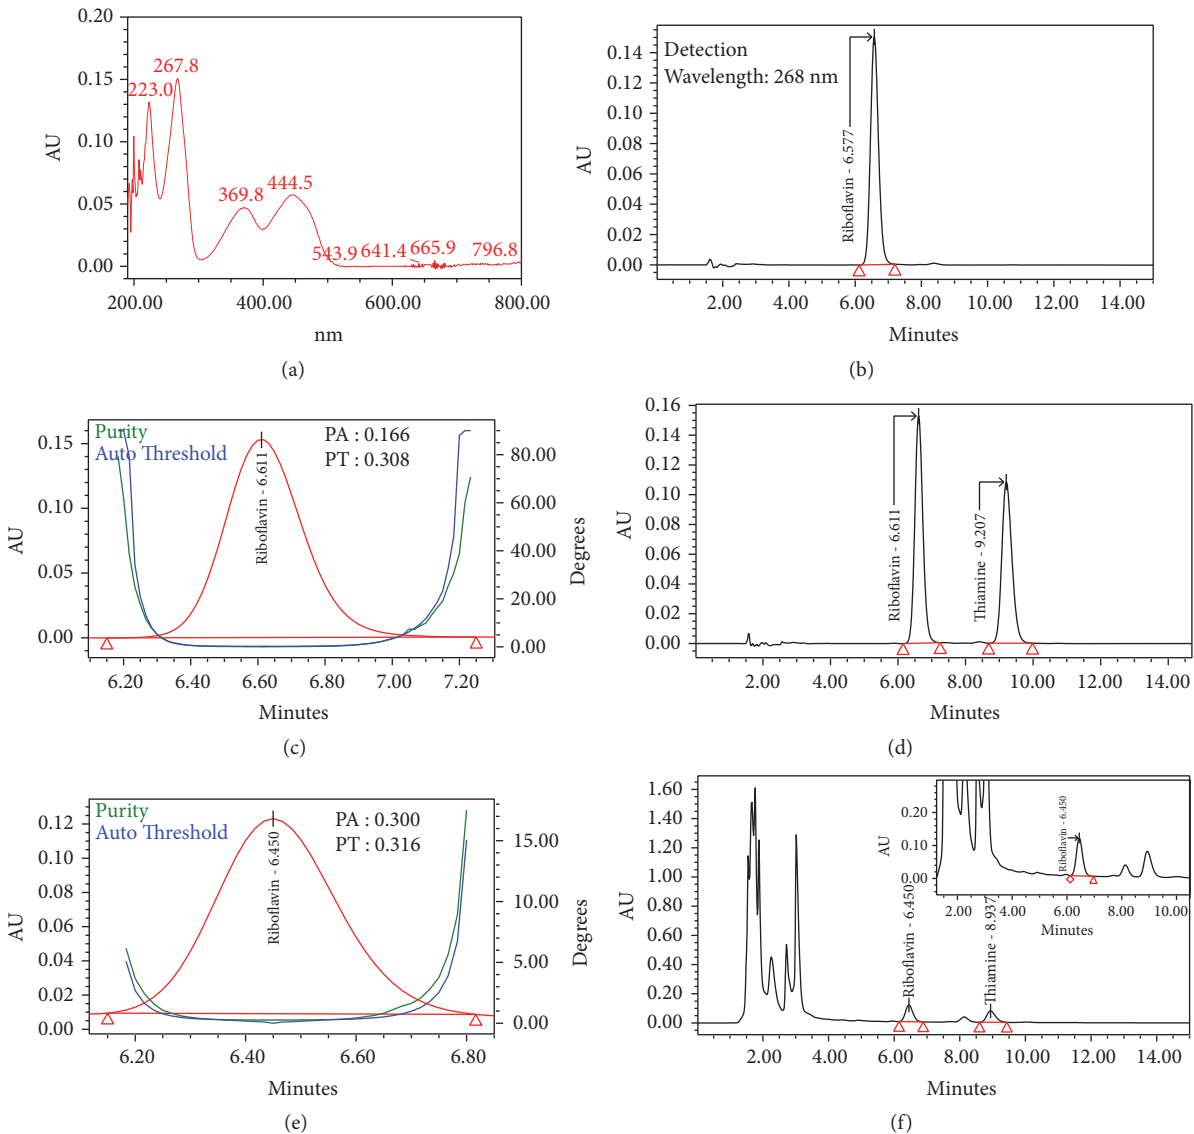 0.20
0.15
0.10
0.05
0.00
AU
223.0
267.8
369.8
444.5
543.9
641.4
665.9
796.8
200.00
400.00
600.00
800.00
nm
(a)
Detection
Wavelength: 268 nm
0.14
0.12
0.10
0.08
0.06
0.04
0.02
0.00
AU
Riboflavin - 6.577
2.00
4.00
6.00
8.00
10.00
12.00
14.00
Minutes
(b)
Purity
Auto Threshold
PA : 0.166
PT : 0.308
0.15
0.10
0.05
0.00
AU
Riboflavin - 6.611
80.00
60.00
40.00
20.00
0.00
Degrees
6.20
6.40
6.60
6.80
7.00
7.20
Minutes
(c)
0.16
0.14
0.12
0.10
0.08
0.06
0.04
0.02
0.00
AU
Riboflavin - 6.611
Thiamine - 9.207
2.00
4.00
6.00
8.00
10.00
12.00
14.00
Minutes
(d)
Purity
Auto Threshold
PA : 0.300
PT : 0.316
0.12
0.10
0.08
0.06
0.04
0.02
0.00
AU
Riboflavin - 6.450
15.00
10.00
5.00
0.00
Degrees
6.20
6.40
6.60
6.80
Minutes
(e)
1.60
1.40
1.20
1.00
0.80
0.60
0.40
0.20
0.00
AU
Riboflavin - 6.450
Thiamine - 8.937
0.20
0.10
0.00
AU
Riboflavin - 6.450
2.00
4.00
6.00
8.00
10.00
Minutes
2.00
4.00
6.00
8.00
10.00
12.00
14.00
Minutes
(f)